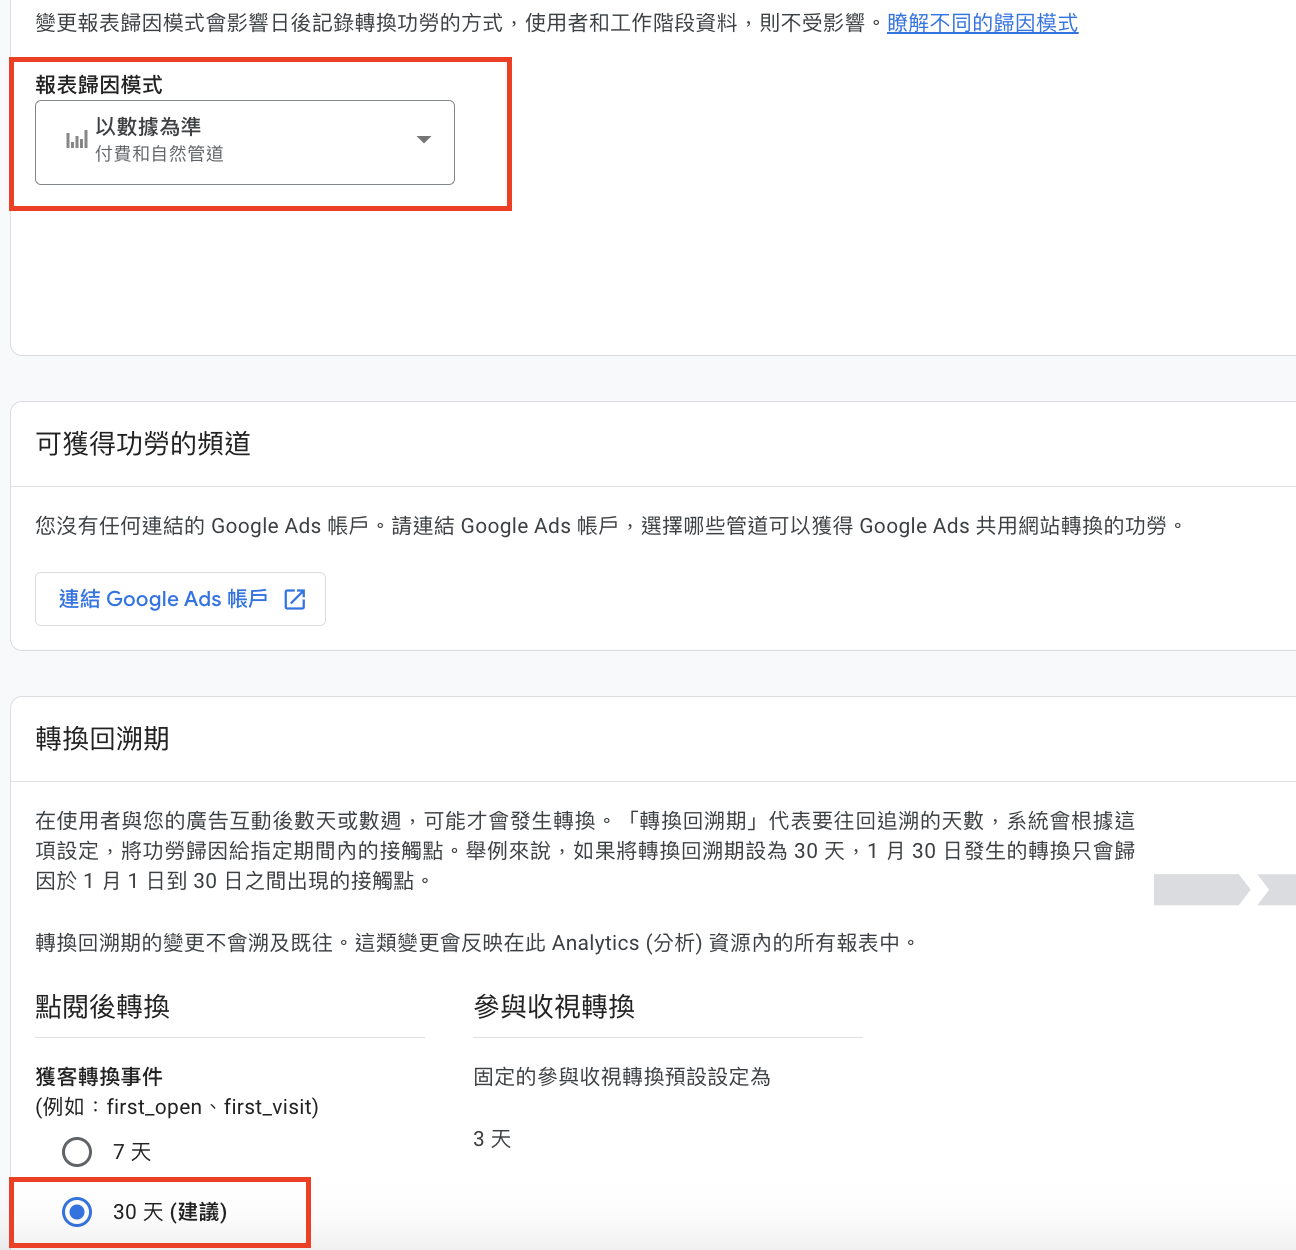 變更報表歸因模式會影響日後記錄轉換功勞的方式，使用者和工作階段資料，則不受影響。瞭解不同的歸因模式
報表歸因模式
以數據為準
付費和自然管道
可獲得功勞的頻道
您沒有任何連結的 Google Ads 帳戶。請連結 Google Ads 帳戶，選擇哪些管道可以獲得 Google Ads 共用網站轉換的功勞。
連結 Google Ads 帳戶
轉換回溯期
在使用者與您的廣告互動後數天或數週，可能才會發生轉換。「轉換回溯期」代表要往回追溯的天數，系統會根據這
項設定，將功勞歸因給指定期間內的接觸點。舉例來說，如果將轉換回溯期設為 30 天，1 月 30 日發生的轉換只會歸
因於 1 月 1 日到 30 日之間出現的接觸點。
轉換回溯期的變更不會溯及既往。這類變更會反映在此 Analytics (分析) 資源內的所有報表中。
點閱後轉換
獲客轉換事件
(例如：first_open、first_visit)
7 天
30 天 (建議)
參與收視轉換
固定的參與收視轉換預設設定為
3 天